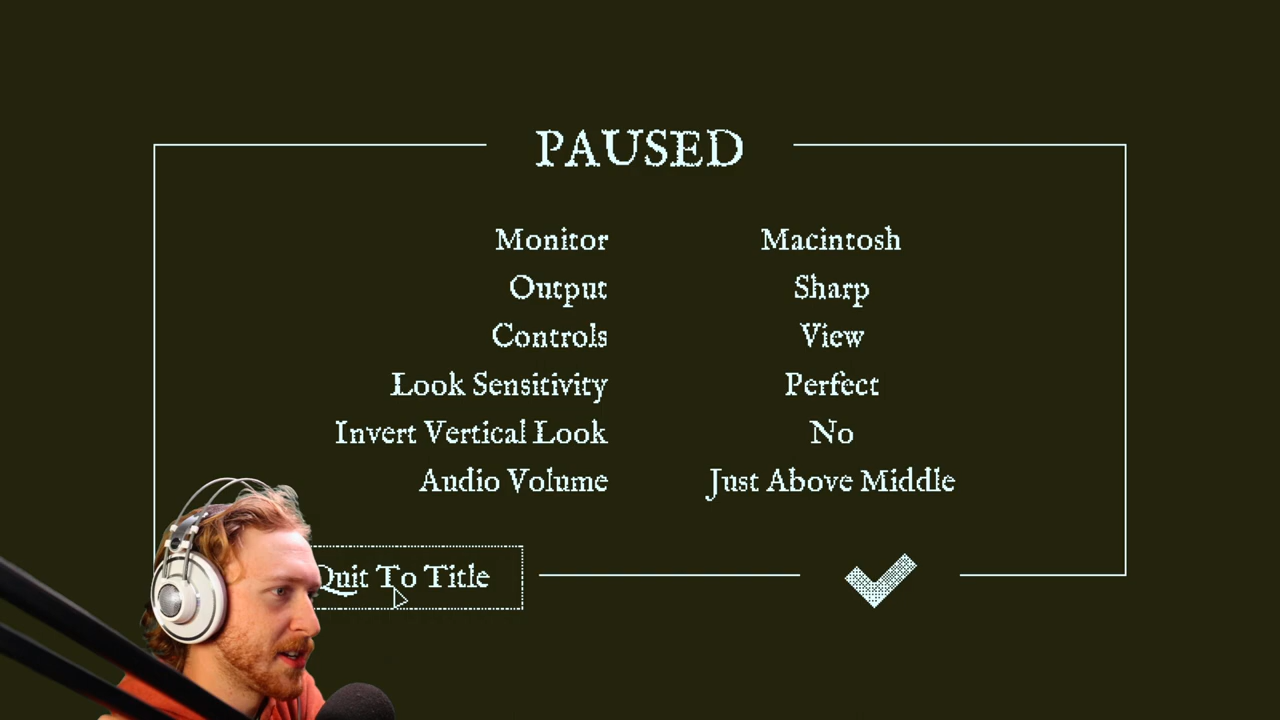 PAUSED
Monitor Macintosh
Output Sharp
Controls View
Look Sensitivity Perfect
Invert Vertical Look No
Audio Volume Just Above Middle
Quit To Title